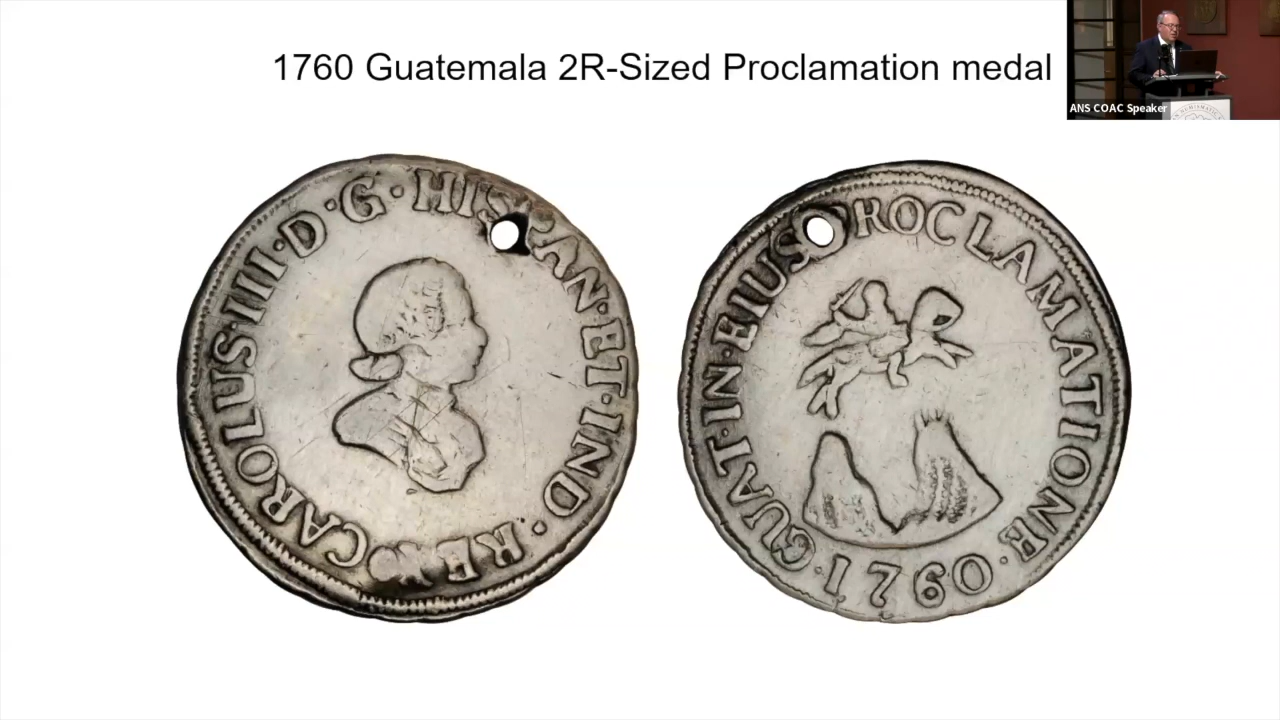 1760 Guatemala 2R-Sized Proclamation medal
ANS COAC Speaker
CAROLUS·III·D·G·HISPAN·ET·IND·REX
·GUAT·IN·EIUS PROCLAMATIONE·
1760